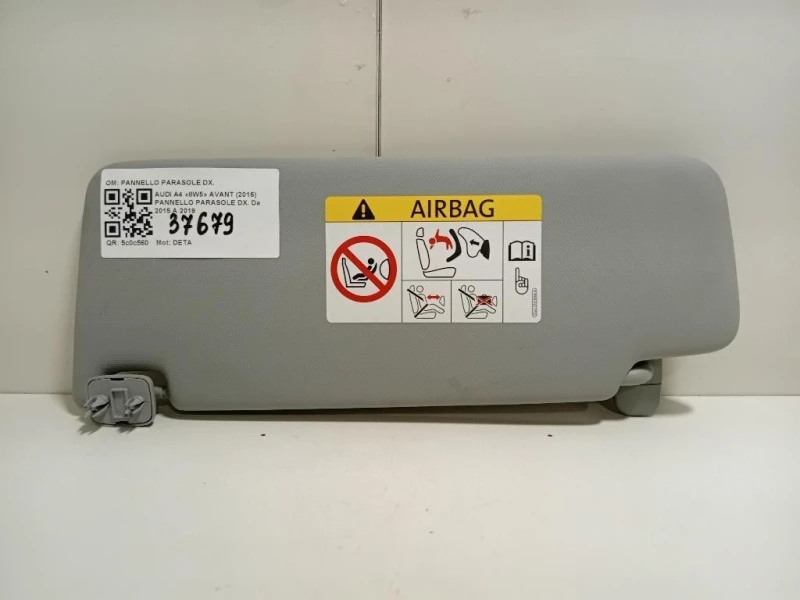 OM: PANNELLO PARASOLE DX.
AUDI A4 «8W5» AVANT (2015)
PANNELLO PARASOLE DX. Da
2015 A 2019
37679
QR: 5c0c560 Mot: DETA
AIRBAG